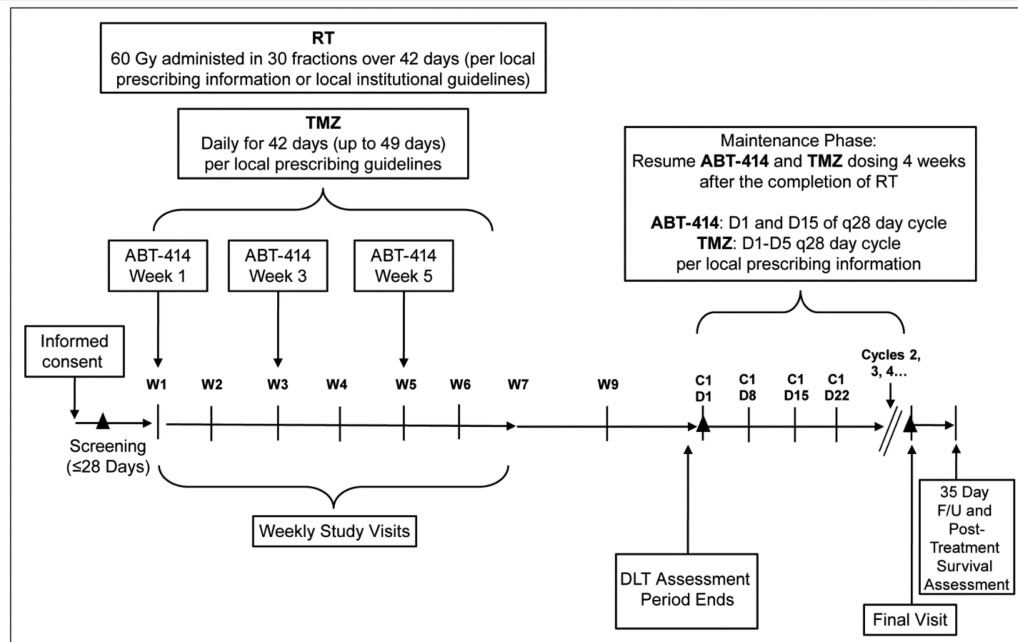 RT
60 Gy administed in 30 fractions over 42 days (per local
prescribing information or local institutional guidelines)
TMZ
Daily for 42 days (up to 49 days)
per local prescribing guidelines
Maintenance Phase:
Resume ABT-414 and TMZ dosing 4 weeks
after the completion of RT
ABT-414: D1 and D15 of q28 day cycle
TMZ: D1-D5 q28 day cycle
per local prescribing information
ABT-414
Week 1
ABT-414
Week 3
ABT-414
Week 5
Informed
consent
W1
W2
W3
W4
W5
W6
W7
W9
C1
D1
C1
D8
C1
D15
C1
D22
Cycles 2,
3, 4...
Screening
(≤28 Days)
Weekly Study Visits
DLT Assessment
Period Ends
Final Visit
35 Day
F/U and
Post-
Treatment
Survival
Assessment